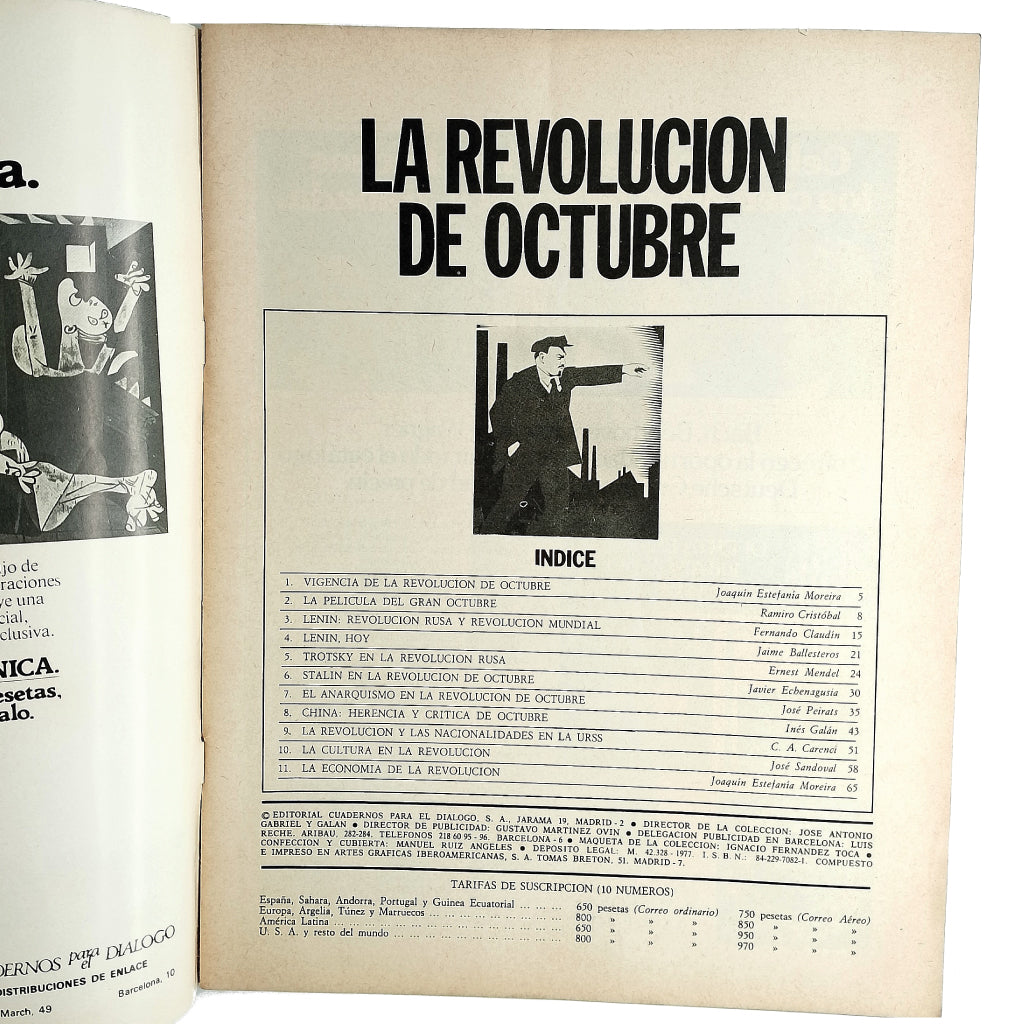 a.
jo de
raciones
ye una
cial,
clusiva.
NICA.
esetas,
alo.
DERNOS para el DIALOGO
DISTRIBUCIONES DE ENLACE
March, 49
Barcelona, 10
LA REVOLUCION
DE OCTUBRE
INDICE
1. VIGENCIA DE LA REVOLUCION DE OCTUBRE Joaquín Estefanía Moreira 5
2. LA PELICULA DEL GRAN OCTUBRE Ramiro Cristóbal 8
3. LENIN: REVOLUCION RUSA Y REVOLUCION MUNDIAL Fernando Claudín 15
4. LENIN, HOY Jaime Ballesteros 21
5. TROTSKY EN LA REVOLUCION RUSA Ernest Mendel 24
6. STALIN EN LA REVOLUCION DE OCTUBRE Javier Echenagusia 30
7. EL ANARQUISMO EN LA REVOLUCION DE OCTUBRE José Peirats 35
8. CHINA: HERENCIA Y CRITICA DE OCTUBRE Inés Galán 43
9. LA REVOLUCION Y LAS NACIONALIDADES EN LA URSS C. A. Carenci 51
10. LA CULTURA EN LA REVOLUCION José Sandoval 58
11. LA ECONOMIA DE LA REVOLUCION Joaquín Estefanía Moreira 65
© EDITORIAL CUADERNOS PARA EL DIALOGO, S. A., JARAMA 19, MADRID - 2 ● DIRECTOR DE LA COLECCION: JOSE ANTONIO
GABRIEL Y GALAN ● DIRECTOR DE PUBLICIDAD: GUSTAVO MARTINEZ OVIN ● DELEGACION PUBLICIDAD EN BARCELONA: LUIS
RECHE. ARIBAU, 282-284. TELEFONOS 218 60 95 - 96. BARCELONA - 6 ● MAQUETA DE LA COLECCION: IGNACIO FERNANDEZ TOCA ●
CONFECCION Y CUBIERTA: MANUEL RUIZ ANGELES ● DEPOSITO LEGAL: M. 42.328 - 1977. I. S. B. N.: 84-229-7082-1. COMPUESTO
E IMPRESO EN ARTES GRAFICAS IBEROAMERICANAS, S. A. TOMAS BRETON, 51. MADRID - 7.
TARIFAS DE SUSCRIPCION (10 NUMEROS)
España, Sahara, Andorra, Portugal y Guinea Ecuatorial ... ... ... 650 pesetas (Correo ordinario) 750 pesetas (Correo Aéreo)
Europa, Argelia, Túnez y Marruecos ... ... ... ... ... ... ... ... ... 800 » » » 850 » » »
América Latina ... ... ... ... ... ... ... ... ... ... ... ... ... ... 650 » » » 950 » » »
U. S. A. y resto del mundo ... ... ... ... ... ... ... ... ... ... ... 800 » » » 970 » » »